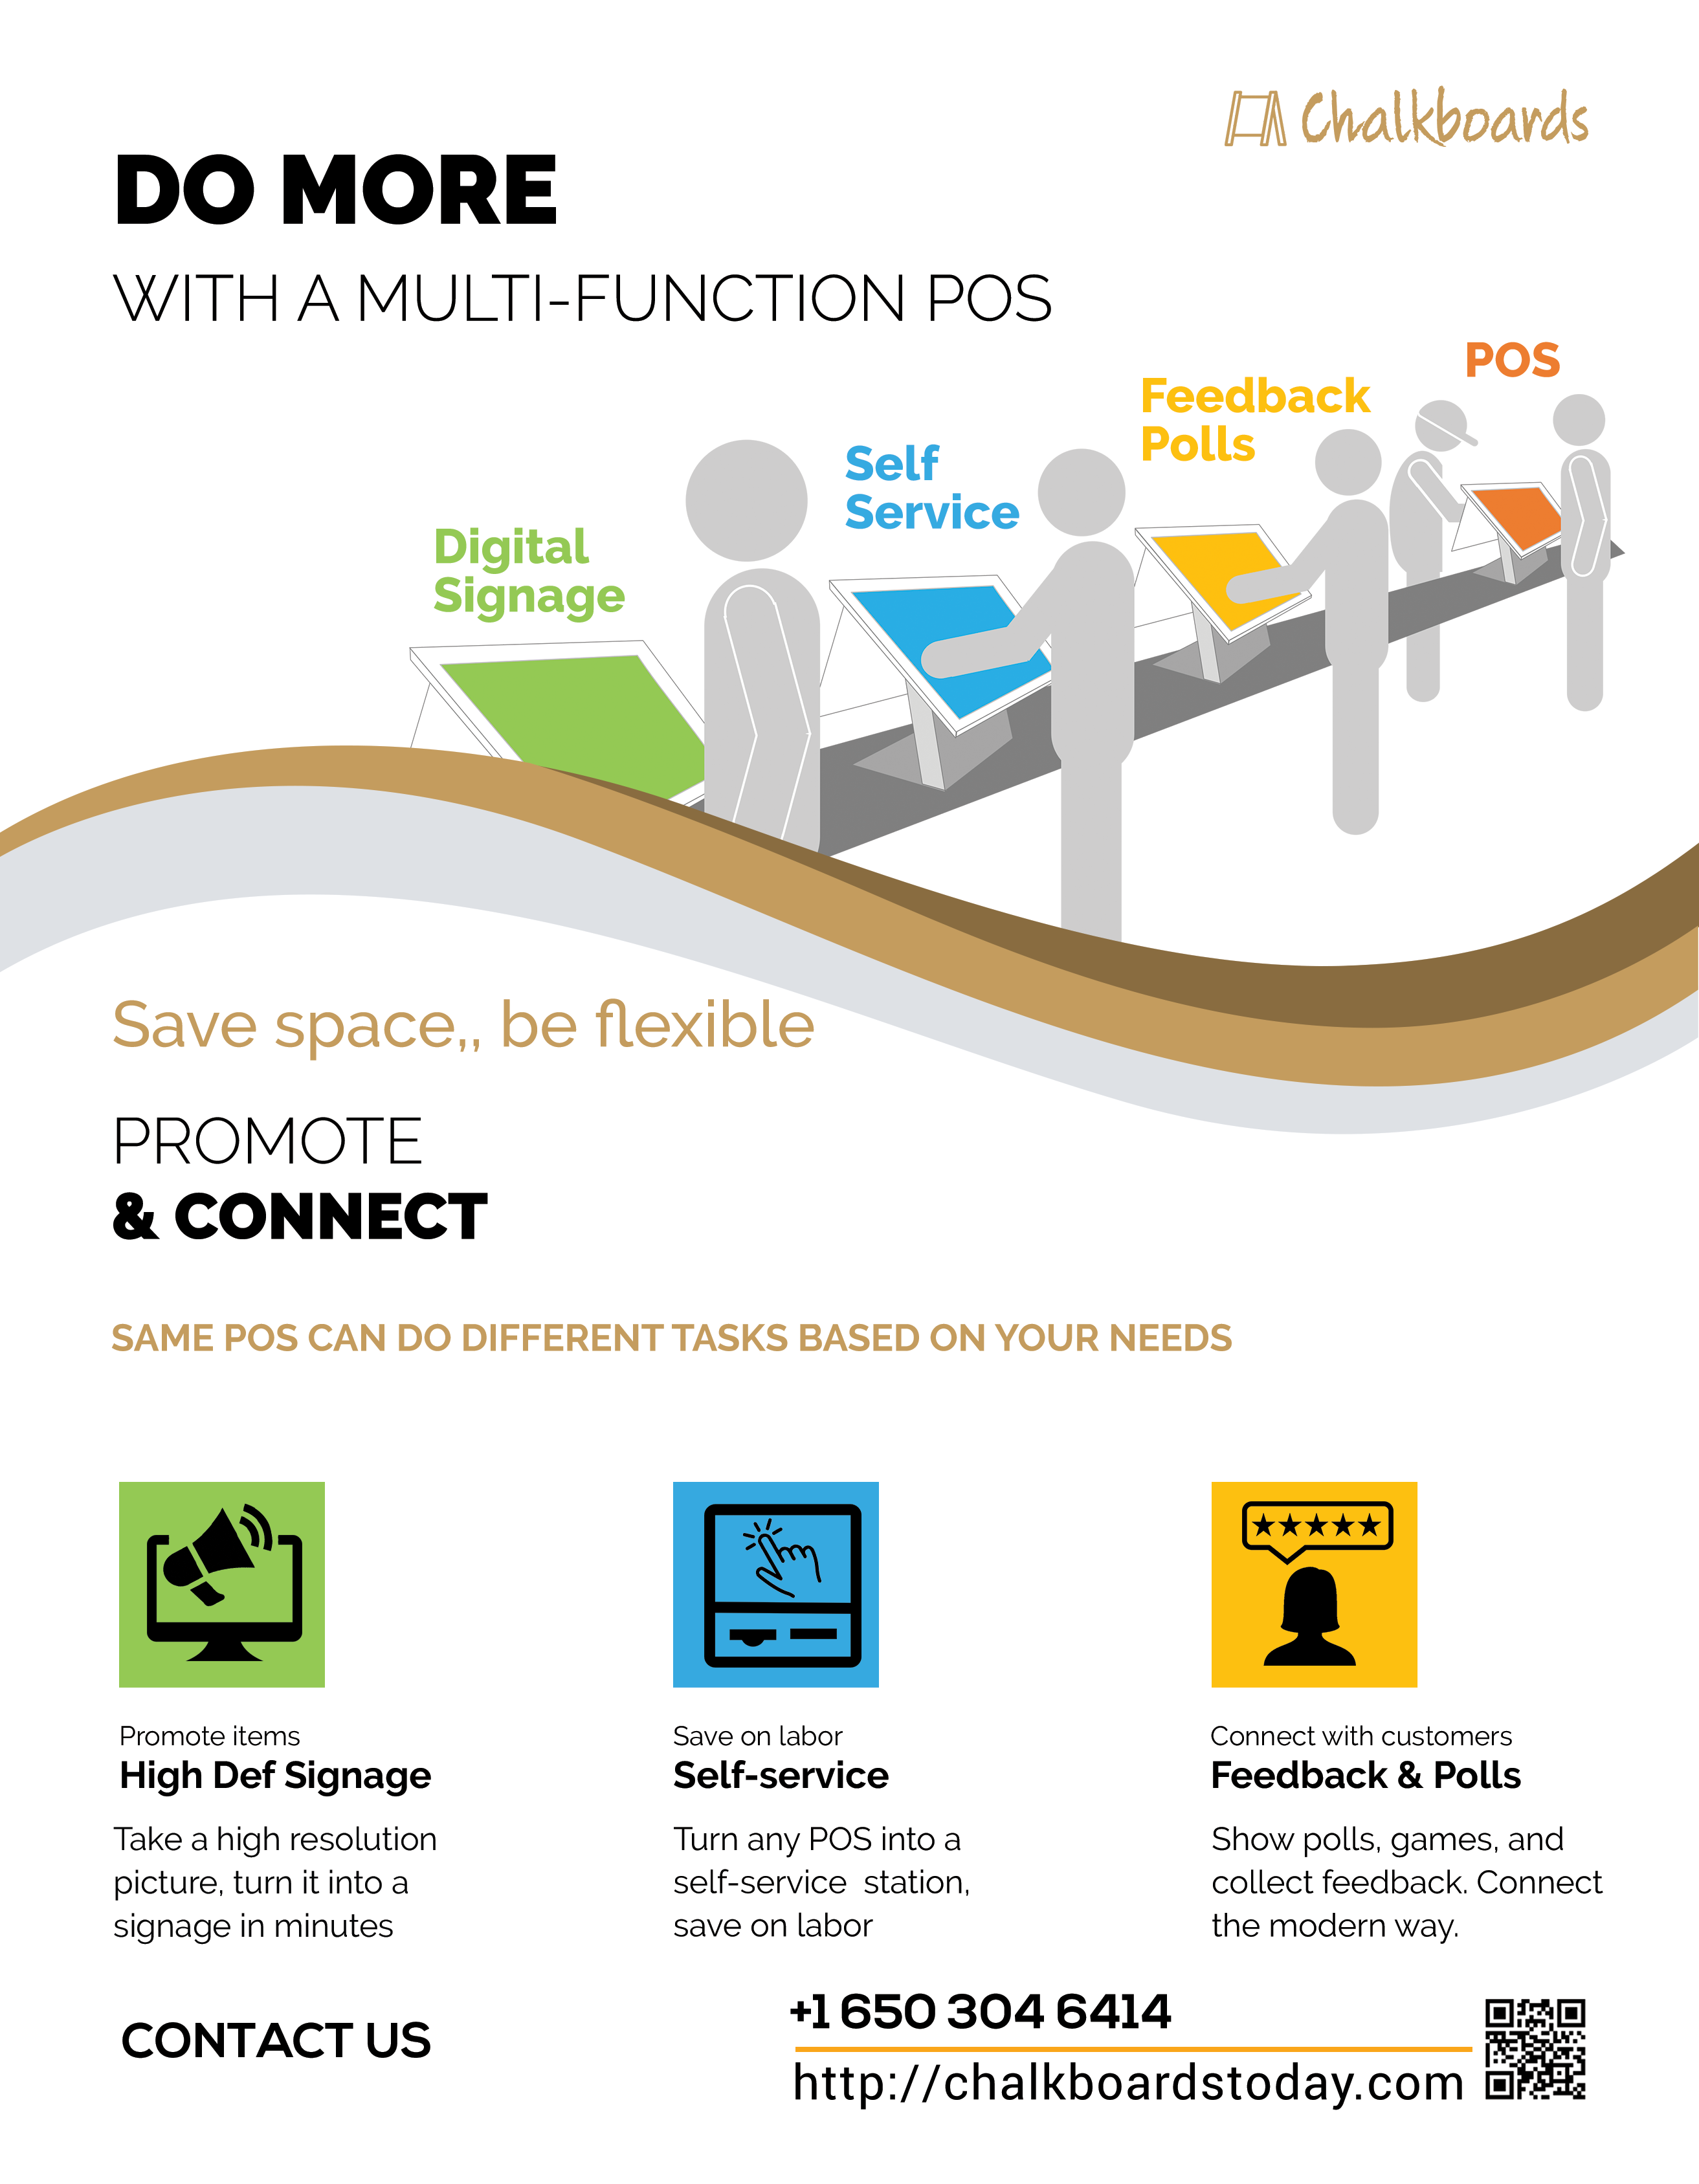 Chalkboards
DO MORE
WITH A MULTI-FUNCTION POS
POS
Feedback
Polls
Self
Service
Digital
Signage
Save space,, be flexible
PROMOTE
& CONNECT
SAME POS CAN DO DIFFERENT TASKS BASED ON YOUR NEEDS
Promote items
High Def Signage
Take a high resolution
picture, turn it into a
signage in minutes
Save on labor
Self-service
Turn any POS into a
self-service  station,
save on labor
Connect with customers
Feedback & Polls
Show polls, games, and
collect feedback. Connect
the modern way.
CONTACT US
+1 650 304 6414
http://chalkboardstoday.com